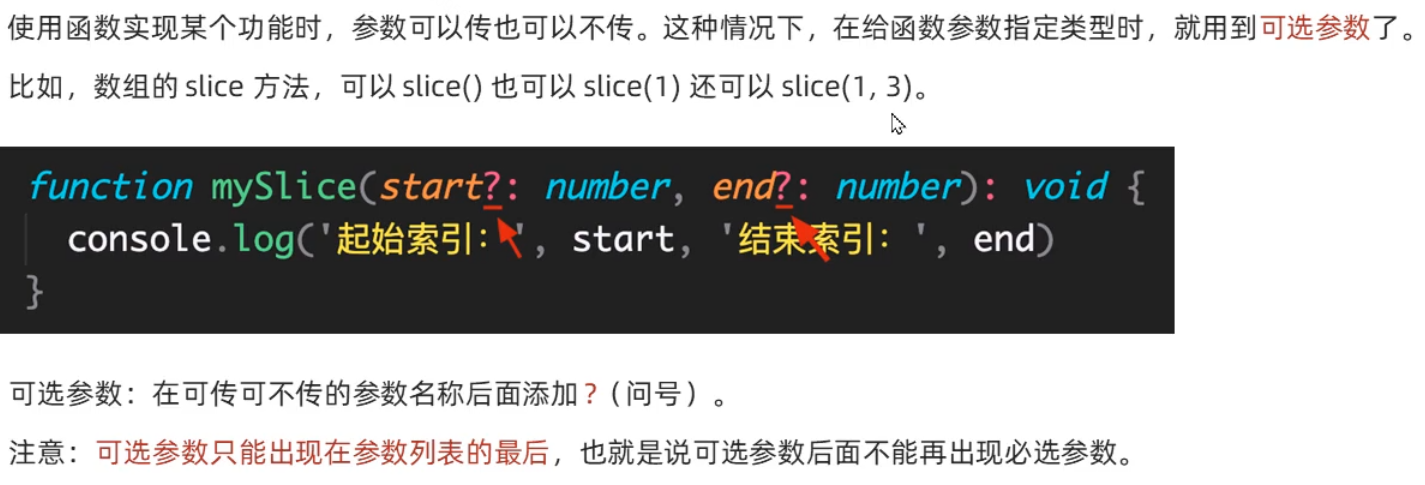 使用函数实现某个功能时，参数可以传也可以不传。这种情况下，在给函数参数指定类型时，就用到可选参数了。
比如，数组的 slice 方法，可以 slice() 也可以 slice(1) 还可以 slice(1, 3)。
function mySlice(start?: number, end?: number): void {
  console.log('起始索引：', start, '结束索引：', end)
}
可选参数：在可传可不传的参数名称后面添加 ?（问号）。
注意：可选参数只能出现在参数列表的最后，也就是说可选参数后面不能再出现必选参数。